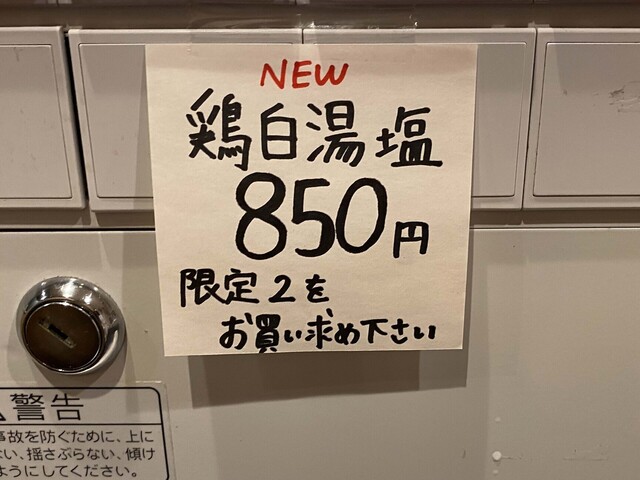 NEW
鶏白湯塩
850円
限定2を
お買い求め下さい
警告
事故を防ぐために、上に
ない、揺さぶらない、傾け
ようにしてください。